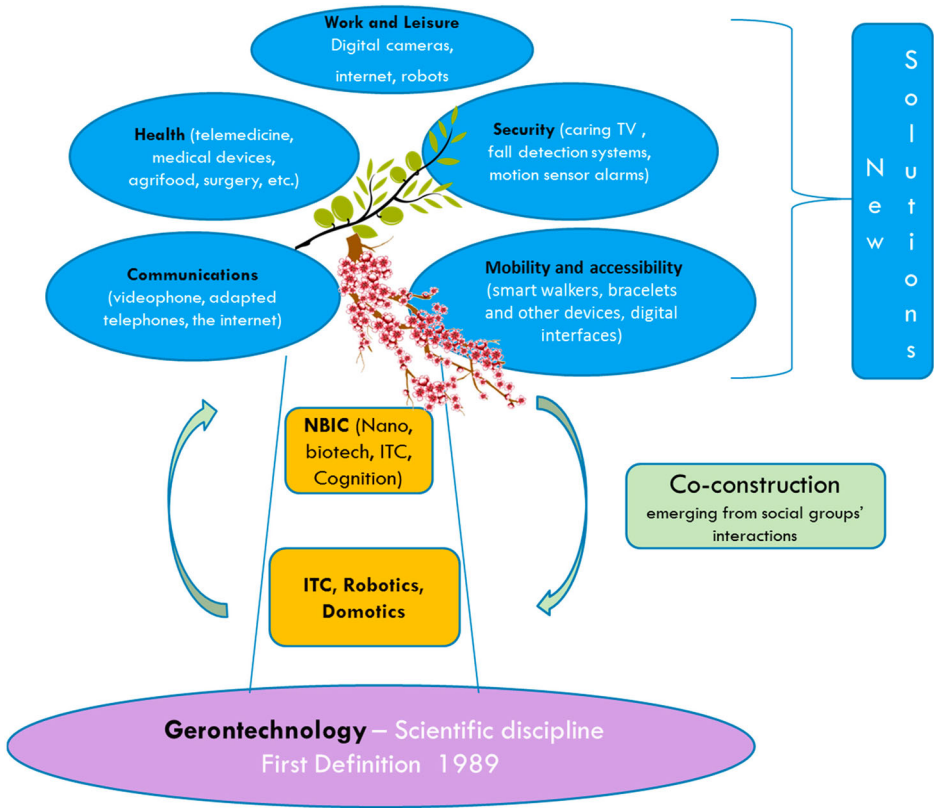 Work and Leisure
Digital cameras,
internet, robots
Health (telemedicine,
medical devices,
agrifood, surgery, etc.)
Security (caring TV ,
fall detection systems,
motion sensor alarms)
Communications
(videophone, adapted
telephones, the internet)
Mobility and accessibility
(smart walkers, bracelets
and other devices, digital
interfaces)
New
Solutions
NBIC (Nano,
biotech, ITC,
Cognition)
Co-construction
emerging from social groups'
interactions
ITC, Robotics,
Domotics
Gerontechnology – Scientific discipline
First Definition 1989